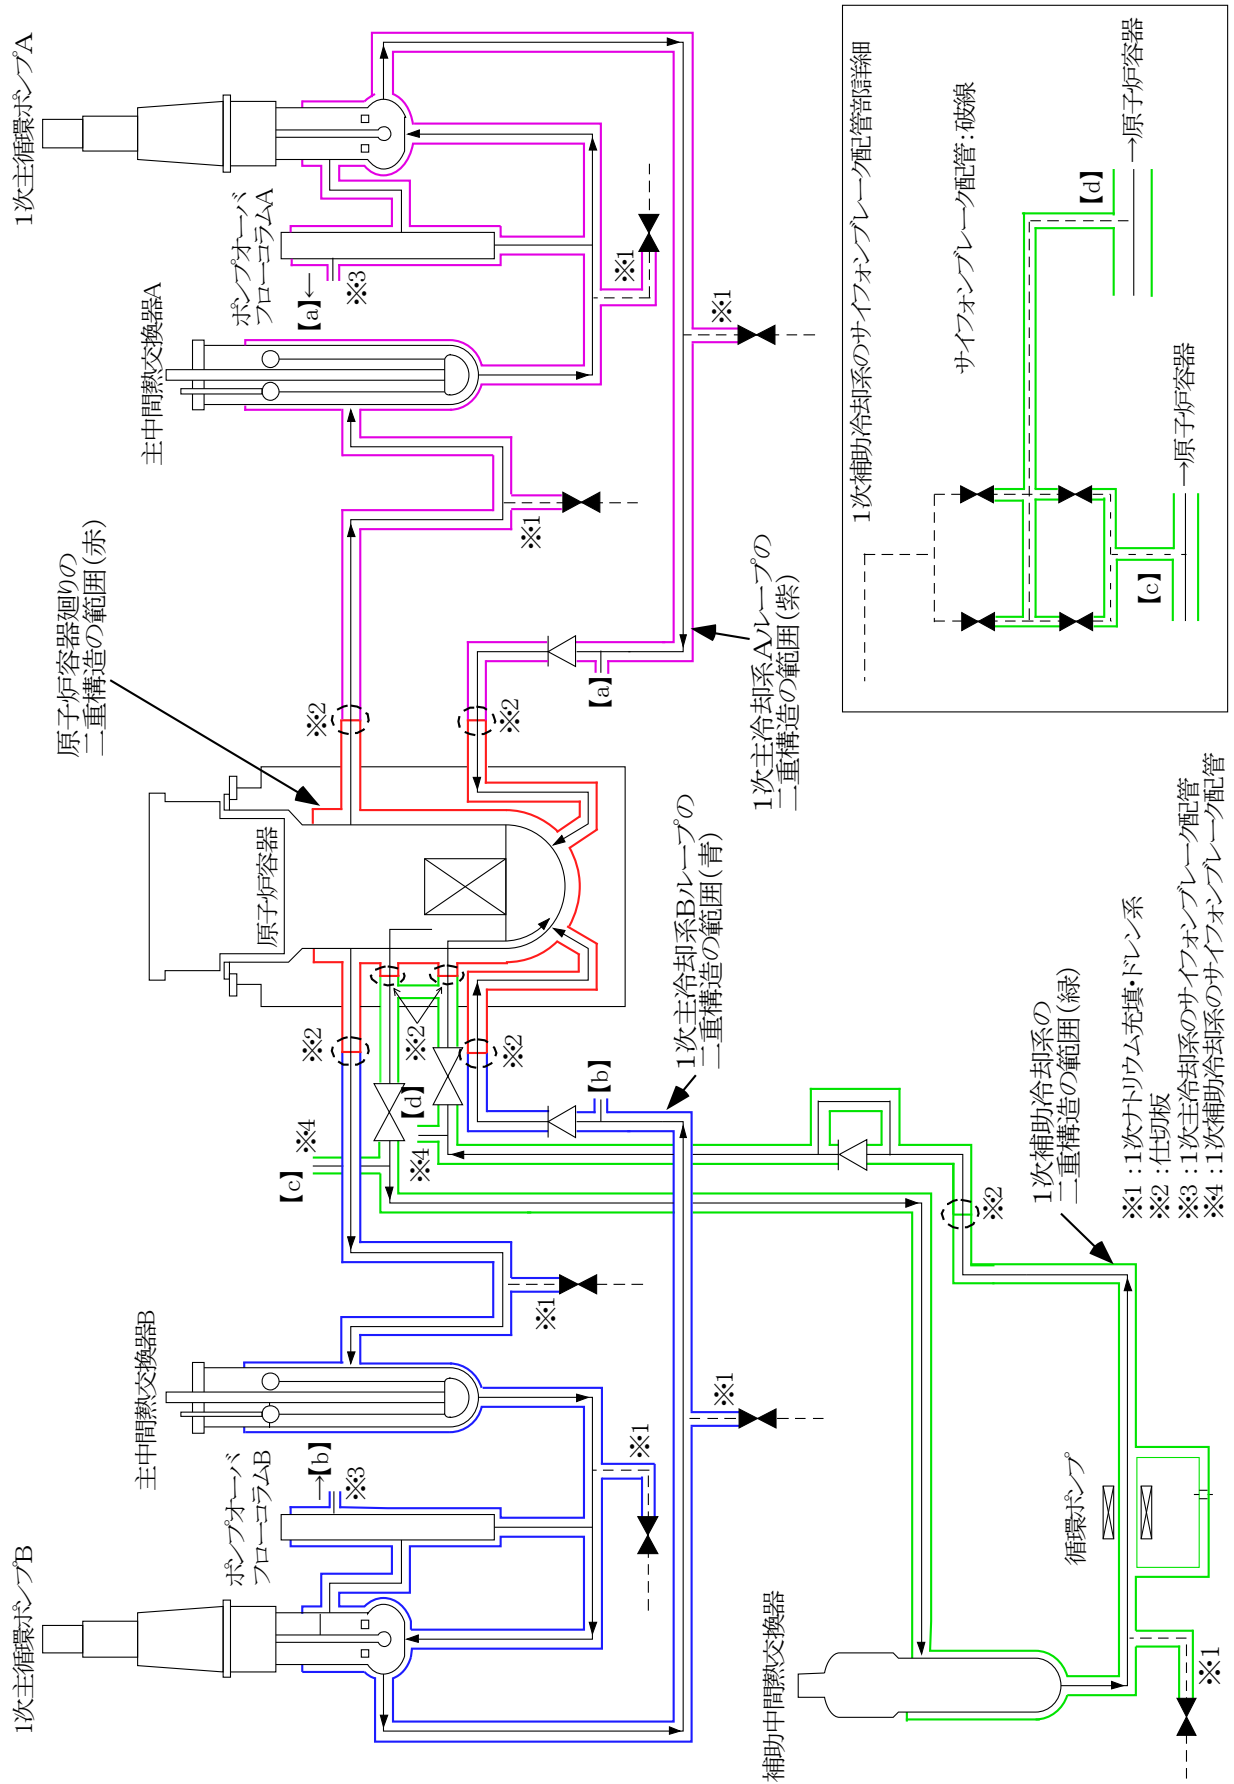 1次主循環ポンプA
ポンプオーバ
フローコラムA
【a】←
※3
主中間熱交換器A
※1
※1
※1
原子炉容器廻りの
二重構造の範囲(赤)
※2
※2
【a】
1次主冷却系Aループの
二重構造の範囲(紫)
原子炉容器
1次主冷却系Bループの
二重構造の範囲(青)
※2
※2
※2
【b】
【d】
※4
※4
【c】
※1
※1
※1
主中間熱交換器B
ポンプオーバ
フローコラムB
→【b】
※3
1次主循環ポンプB
1次補助冷却系の
二重構造の範囲(緑)
※2
循環ポンプ
補助中間熱交換器
※1
1次補助冷却系のサイフォンブレーク配管部詳細
サイフォンブレーク配管:破線
【d】
→原子炉容器
【c】
→原子炉容器
※1:1次ナトリウム充填・ドレン系
※2:仕切板
※3:1次主冷却系のサイフォンブレーク配管
※4:1次補助冷却系のサイフォンブレーク配管